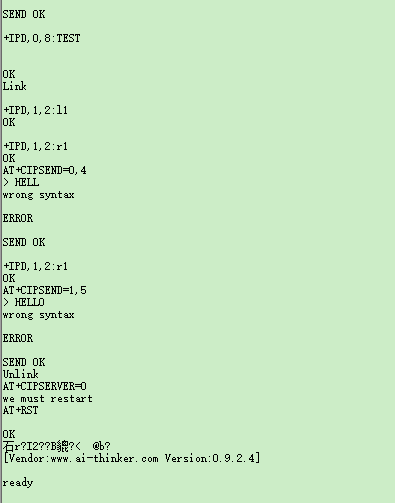 SEND OK
+IPD,0,8:TEST
OK
Link
+IPD,1,2:l1
OK
+IPD,1,2:r1
OK
AT+CIPSEND=0,4
> HELL
wrong syntax
ERROR
SEND OK
+IPD,1,2:r1
OK
AT+CIPSEND=1,5
> HELLO
wrong syntax
ERROR
SEND OK
Unlink
AT+CIPSERVER=0
we must restart
AT+RST
OK
石r?I2??B貔?< @b?
[Vendor:www.ai-thinker.com Version:0.9.2.4]
ready